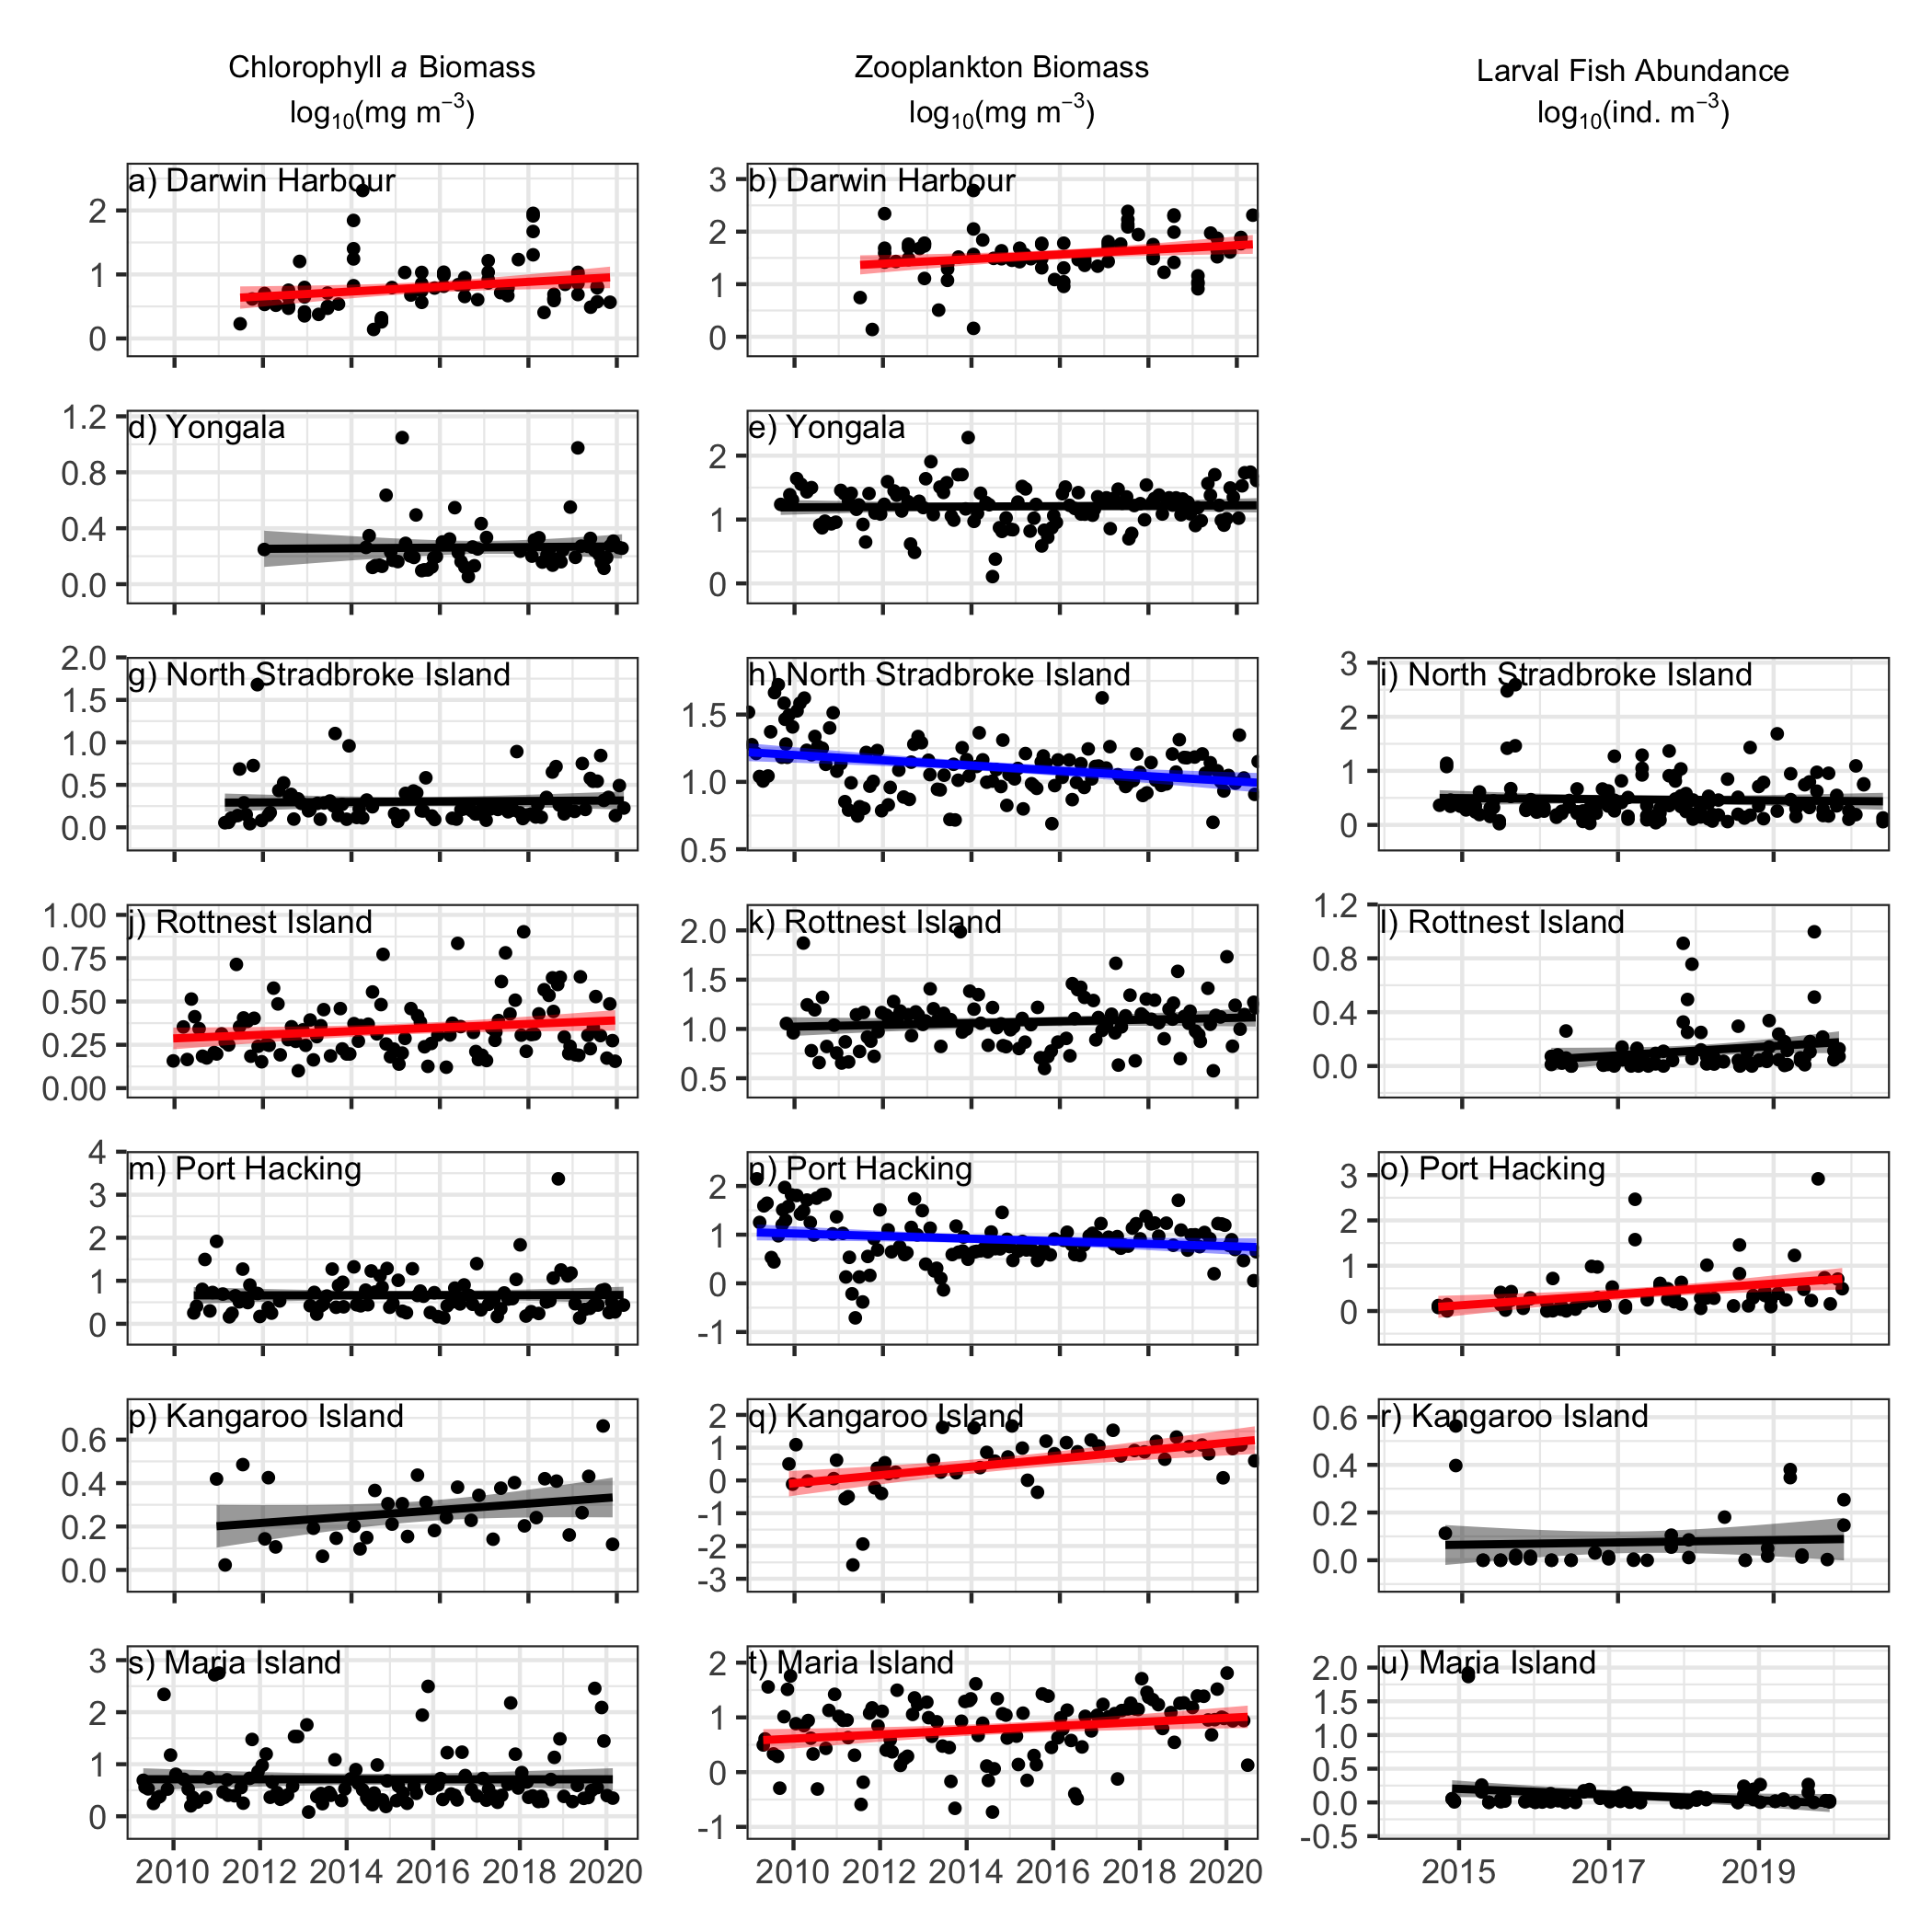 Chlorophyll a Biomass
log10(mg m−3)
Zooplankton Biomass
log10(mg m−3)
Larval Fish Abundance
log10(ind. m−3)
a) Darwin Harbour
2
1
0
b) Darwin Harbour
3
2
1
0
d) Yongala
1.2
0.8
0.4
0.0
e) Yongala
2
1
0
g) North Stradbroke Island
2.0
1.5
1.0
0.5
0.0
h) North Stradbroke Island
1.5
1.0
0.5
i) North Stradbroke Island
3
2
1
0
j) Rottnest Island
1.00
0.75
0.50
0.25
0.00
k) Rottnest Island
2.0
1.5
1.0
0.5
l) Rottnest Island
1.2
0.8
0.4
0.0
m) Port Hacking
4
3
2
1
0
n) Port Hacking
2
1
0
-1
o) Port Hacking
3
2
1
0
p) Kangaroo Island
0.6
0.4
0.2
0.0
q) Kangaroo Island
2
1
0
-1
-2
-3
r) Kangaroo Island
0.6
0.4
0.2
0.0
s) Maria Island
3
2
1
0
2010 2012 2014 2016 2018 2020
t) Maria Island
2
1
0
-1
2010 2012 2014 2016 2018 2020
u) Maria Island
2.0
1.5
1.0
0.5
0.0
-0.5
2015 2017 2019